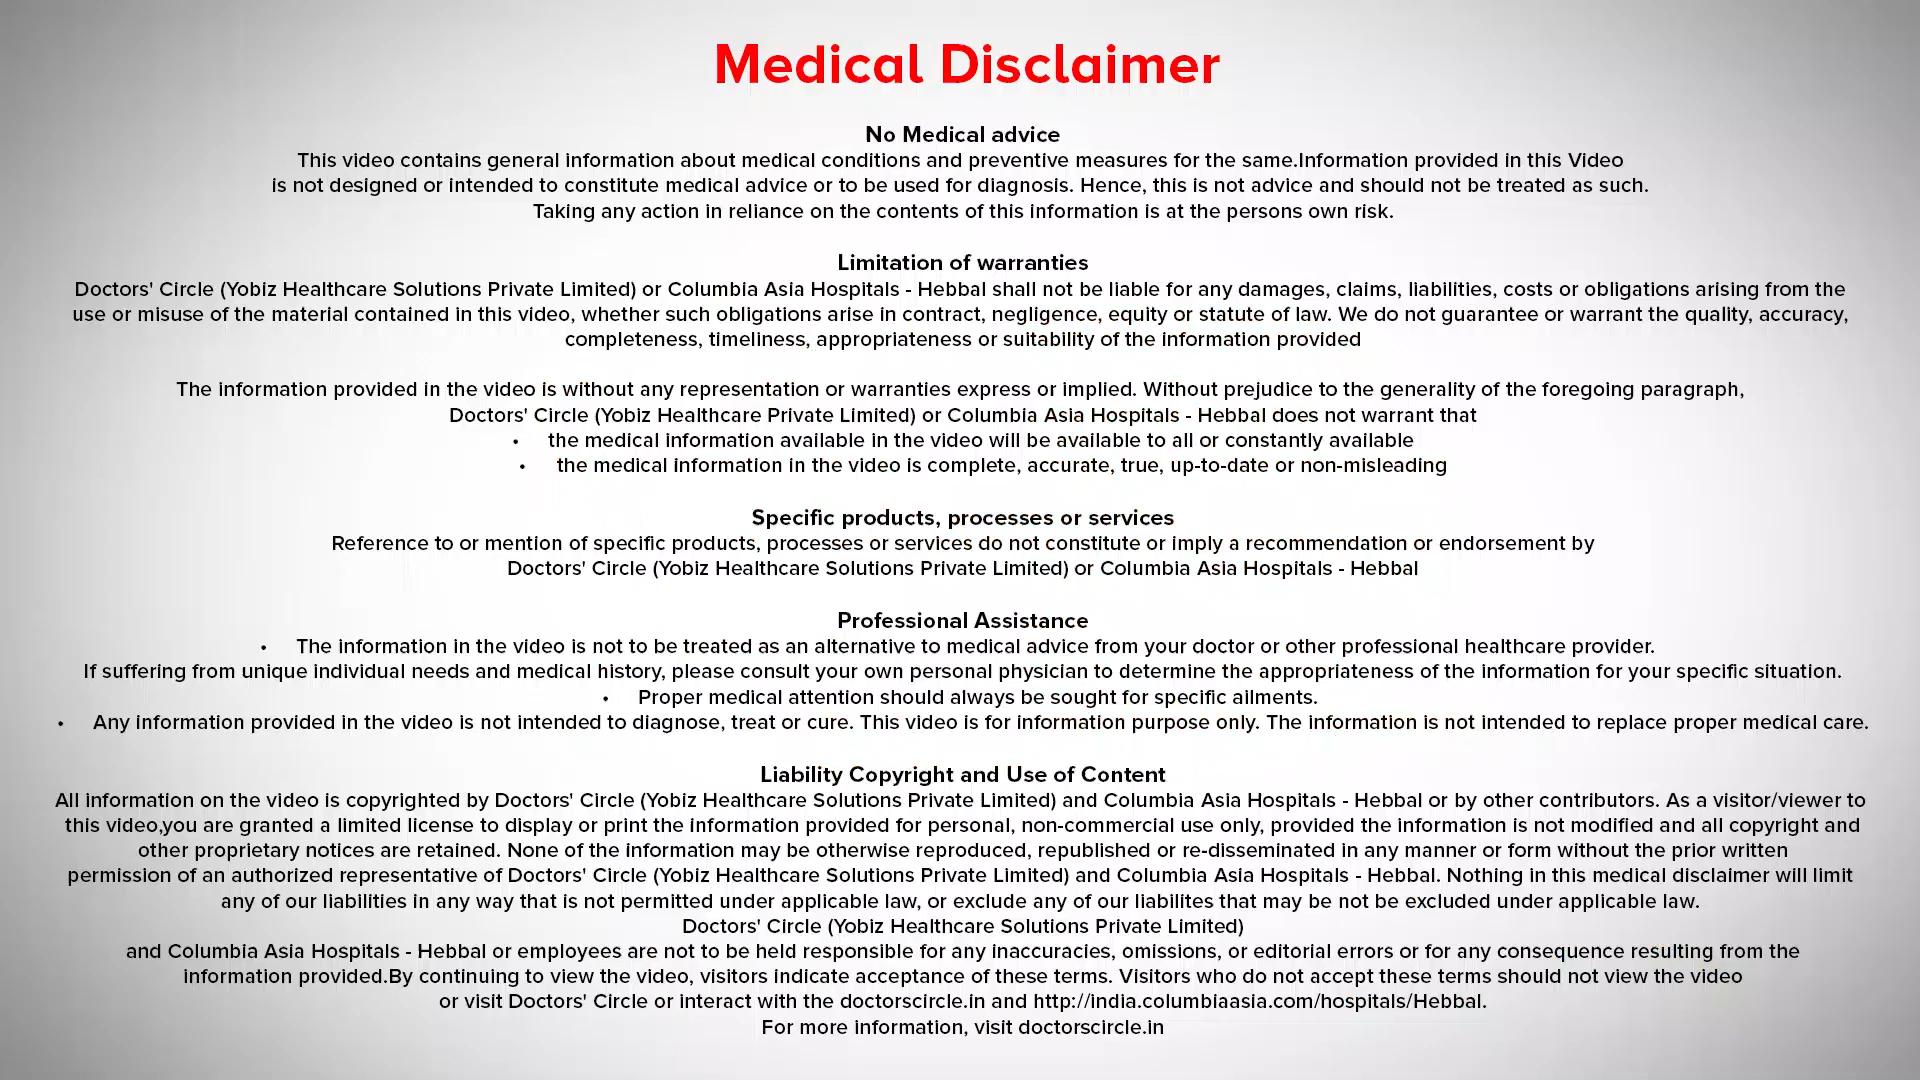 Medical Disclaimer
No Medical advice
This video contains general information about medical conditions and preventive measures for the same.Information provided in this Video
is not designed or intended to constitute medical advice or to be used for diagnosis. Hence, this is not advice and should not be treated as such.
Taking any action in reliance on the contents of this information is at the persons own risk.
Limitation of warranties
Doctors' Circle (Yobiz Healthcare Solutions Private Limited) or Columbia Asia Hospitals - Hebbal shall not be liable for any damages, claims, liabilities, costs or obligations arising from the
use or misuse of the material contained in this video, whether such obligations arise in contract, negligence, equity or statute of law. We do not guarantee or warrant the quality, accuracy,
completeness, timeliness, appropriateness or suitability of the information provided
The information provided in the video is without any representation or warranties express or implied. Without prejudice to the generality of the foregoing paragraph,
Doctors' Circle (Yobiz Healthcare Private Limited) or Columbia Asia Hospitals - Hebbal does not warrant that
• the medical information available in the video will be available to all or constantly available
• the medical information in the video is complete, accurate, true, up-to-date or non-misleading
Specific products, processes or services
Reference to or mention of specific products, processes or services do not constitute or imply a recommendation or endorsement by
Doctors' Circle (Yobiz Healthcare Solutions Private Limited) or Columbia Asia Hospitals - Hebbal
Professional Assistance
• The information in the video is not to be treated as an alternative to medical advice from your doctor or other professional healthcare provider.
If suffering from unique individual needs and medical history, please consult your own personal physician to determine the appropriateness of the information for your specific situation.
• Proper medical attention should always be sought for specific ailments.
• Any information provided in the video is not intended to diagnose, treat or cure. This video is for information purpose only. The information is not intended to replace proper medical care.
Liability Copyright and Use of Content
All information on the video is copyrighted by Doctors' Circle (Yobiz Healthcare Solutions Private Limited) and Columbia Asia Hospitals - Hebbal or by other contributors. As a visitor/viewer to
this video,you are granted a limited license to display or print the information provided for personal, non-commercial use only, provided the information is not modified and all copyright and
other proprietary notices are retained. None of the information may be otherwise reproduced, republished or re-disseminated in any manner or form without the prior written
permission of an authorized representative of Doctors' Circle (Yobiz Healthcare Solutions Private Limited) and Columbia Asia Hospitals - Hebbal. Nothing in this medical disclaimer will limit
any of our liabilities in any way that is not permitted under applicable law, or exclude any of our liabilites that may be not be excluded under applicable law.
Doctors' Circle (Yobiz Healthcare Solutions Private Limited)
and Columbia Asia Hospitals - Hebbal or employees are not to be held responsible for any inaccuracies, omissions, or editorial errors or for any consequence resulting from the
information provided.By continuing to view the video, visitors indicate acceptance of these terms. Visitors who do not accept these terms should not view the video
or visit Doctors' Circle or interact with the doctorscircle.in and http://india.columbiaasia.com/hospitals/Hebbal.
For more information, visit doctorscircle.in